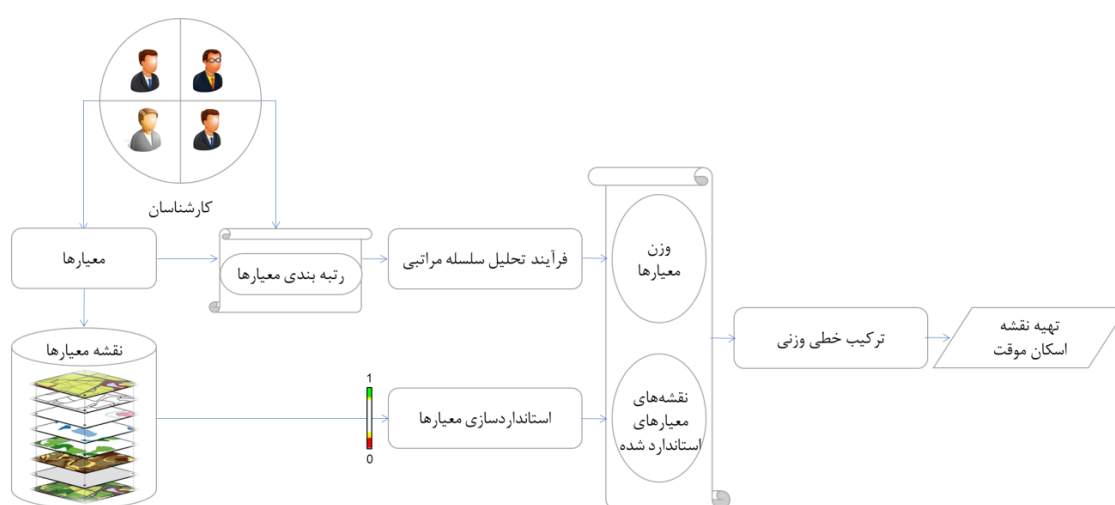 کارشناسان
معیارها
رتبه بندی معیارها
فرآیند تحلیل سلسله مراتبی
وزن
معیارها
ترکیب خطی وزنی
تهیه نقشه
اسکان موقت
نقشه معیارها
1
0
استانداردسازی معیارها
نقشه‌های
معیارهای
استاندارد شده